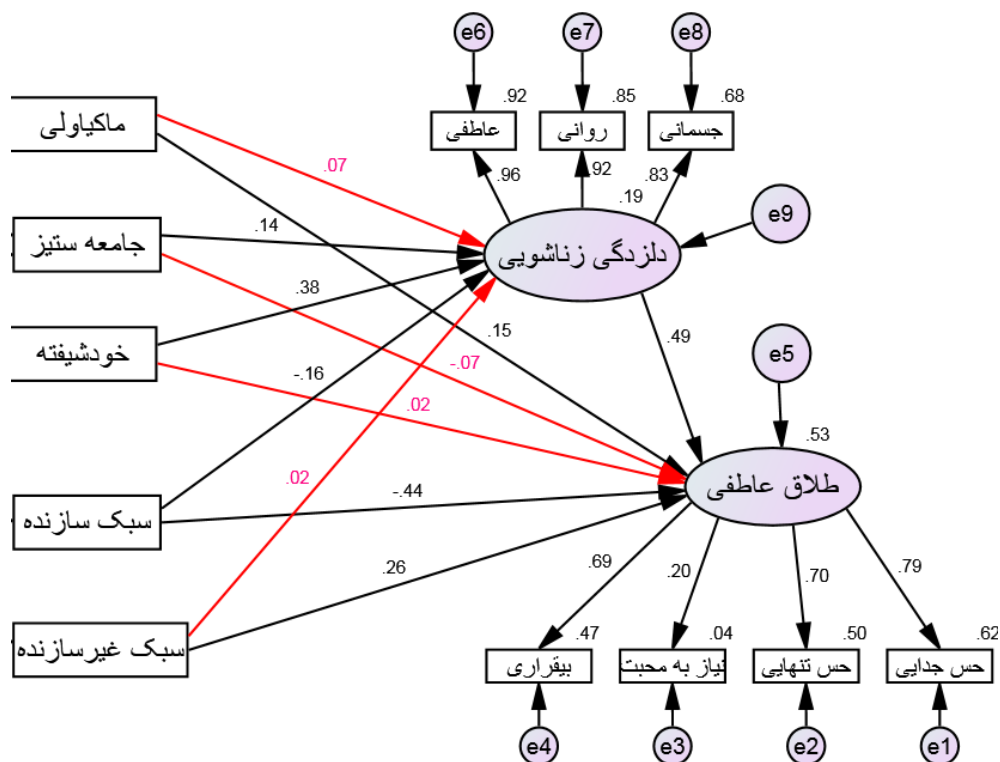 e6
e7
e8
.92
.85
.68
ماکیاولی
عاطفی
روانی
جسمانی
.07
.96
.92
.83
.19
e9
جامعه ستیز
.14
دلزدگی زناشویی
.38
خودشیفته
.15
.49
e5
-.16
-.07
.02
.53
.02
سبک سازنده
-.44
طلاق عاطفی
.26
.69
.20
.70
.79
سبک غیرسازنده
.47
.04
.50
.62
بیقراری
نیاز به محبت
حس تنهایی
حس جدایی
e4
e3
e2
e1